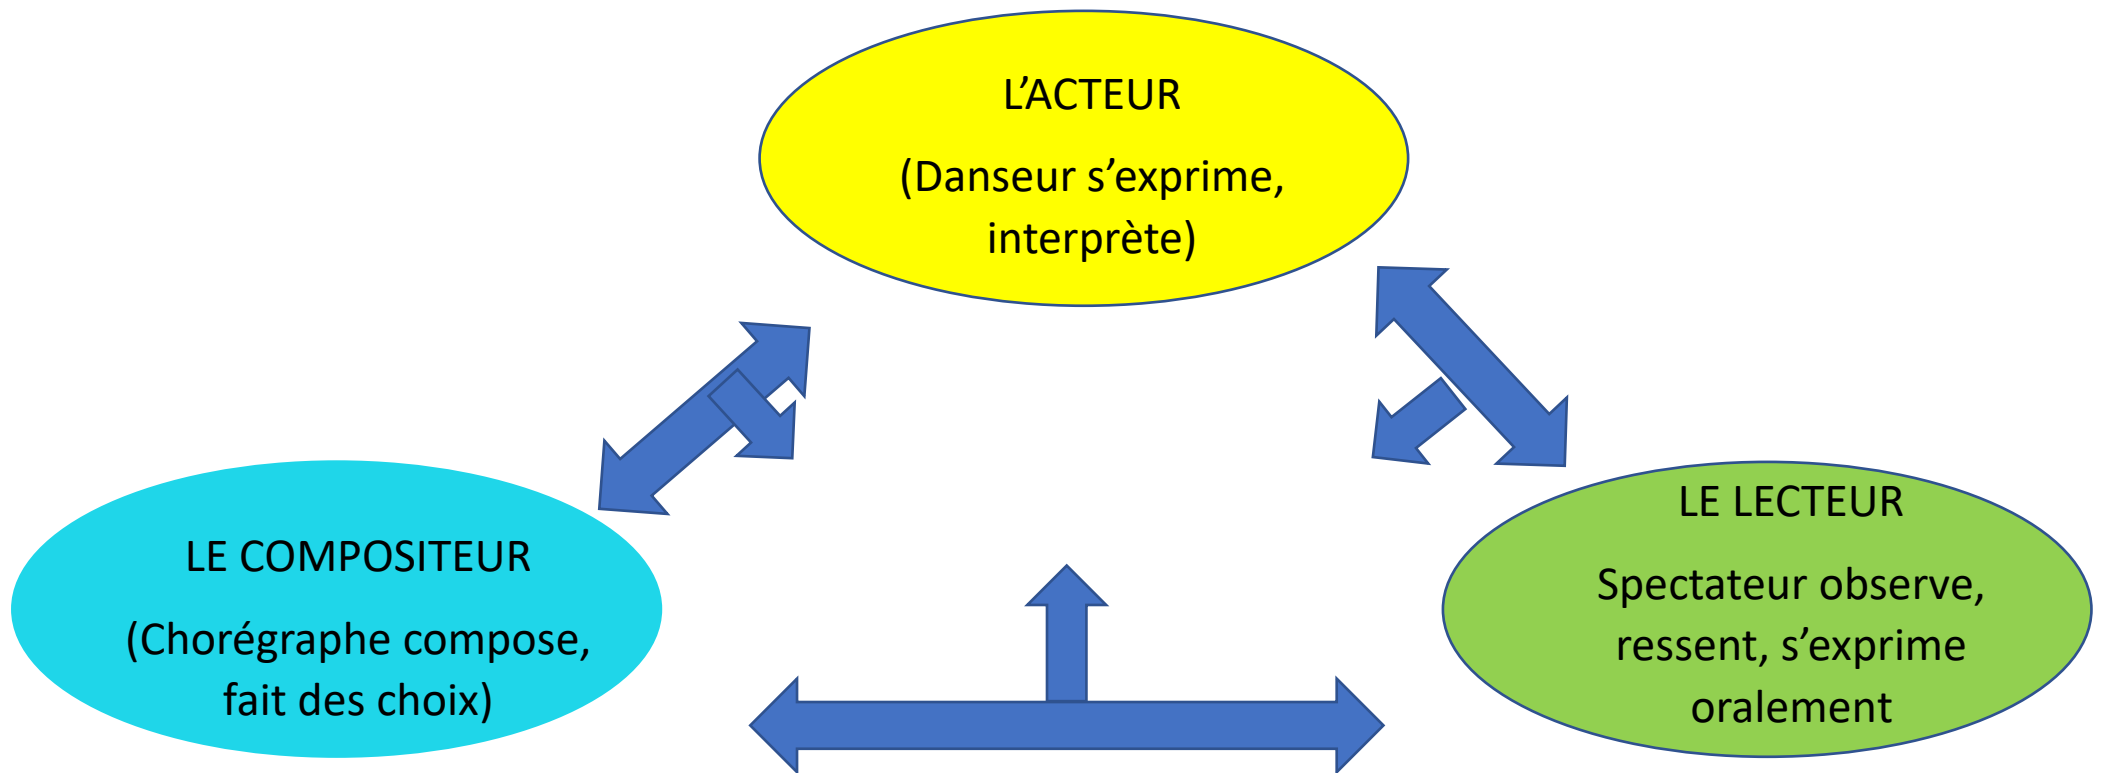 L’ACTEUR
(Danseur s’exprime,
interprète)
LE COMPOSITEUR
(Chorégraphe compose,
fait des choix)
LE LECTEUR
Spectateur observe,
ressent, s’exprime
oralement